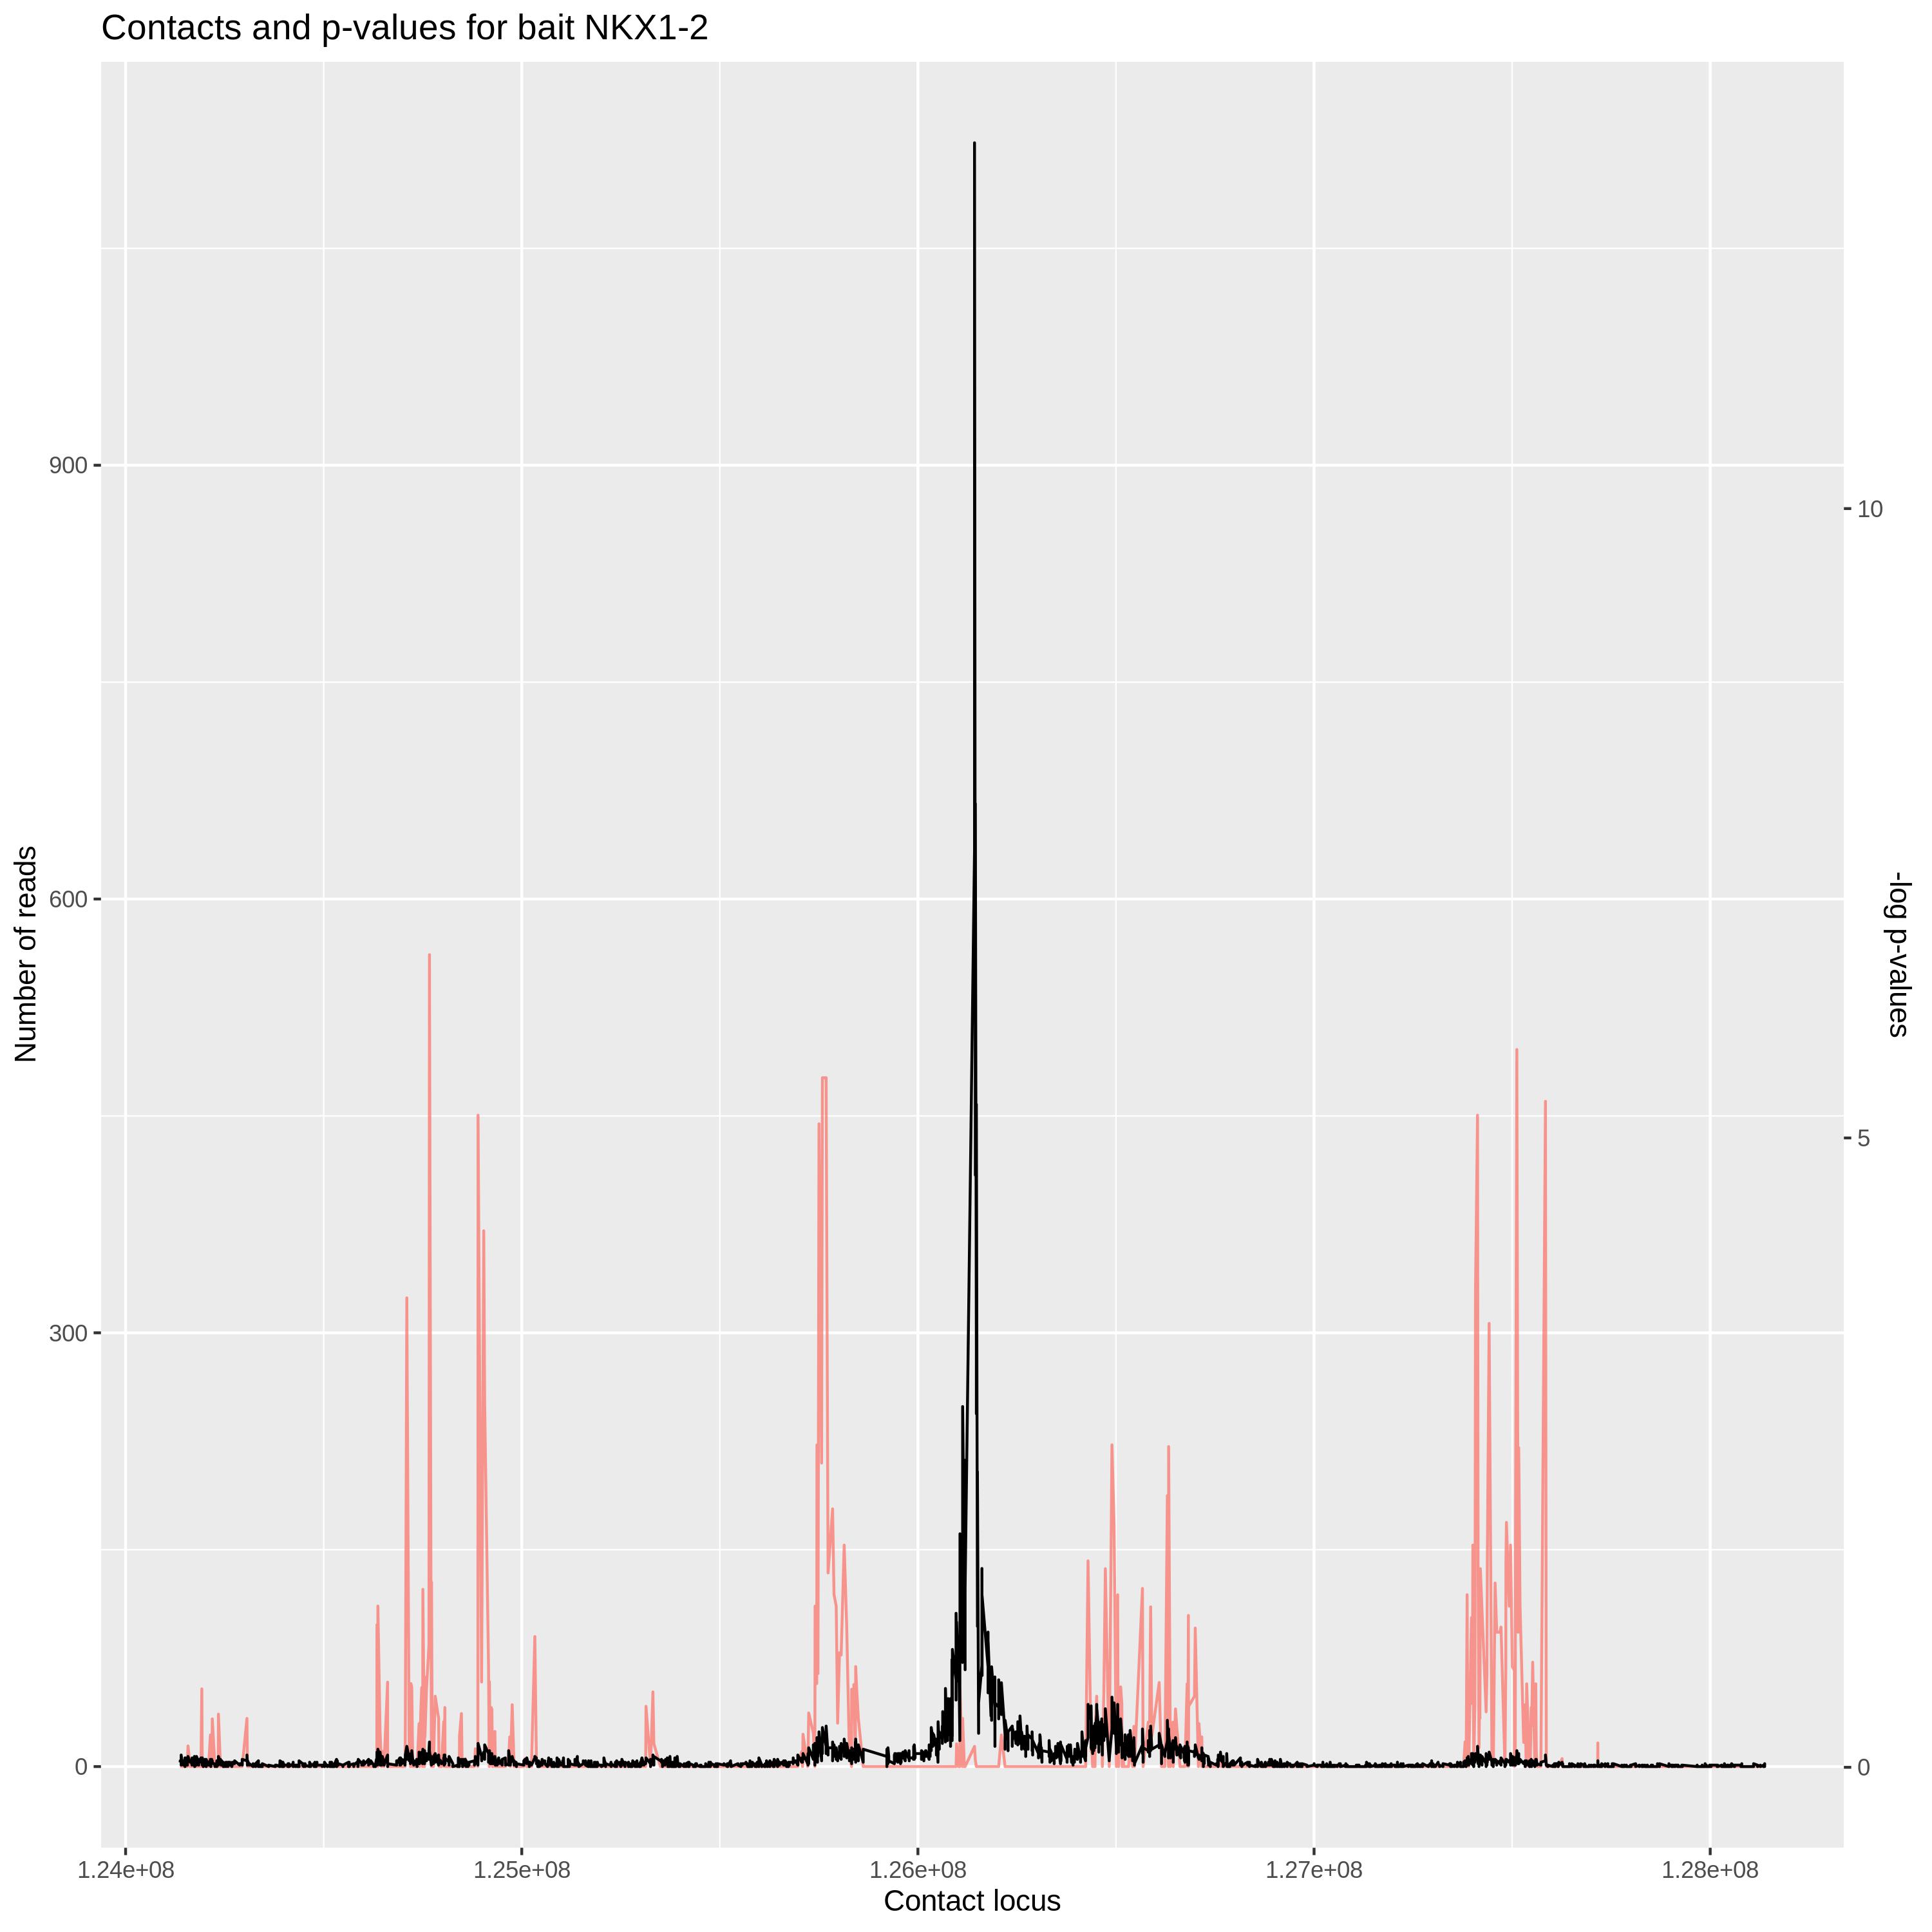 Contacts and p-values for bait NKX1-2
900
600
300
0
Number of reads
10
5
0
-log p-values
1.24e+08
1.25e+08
1.26e+08
1.27e+08
1.28e+08
Contact locus